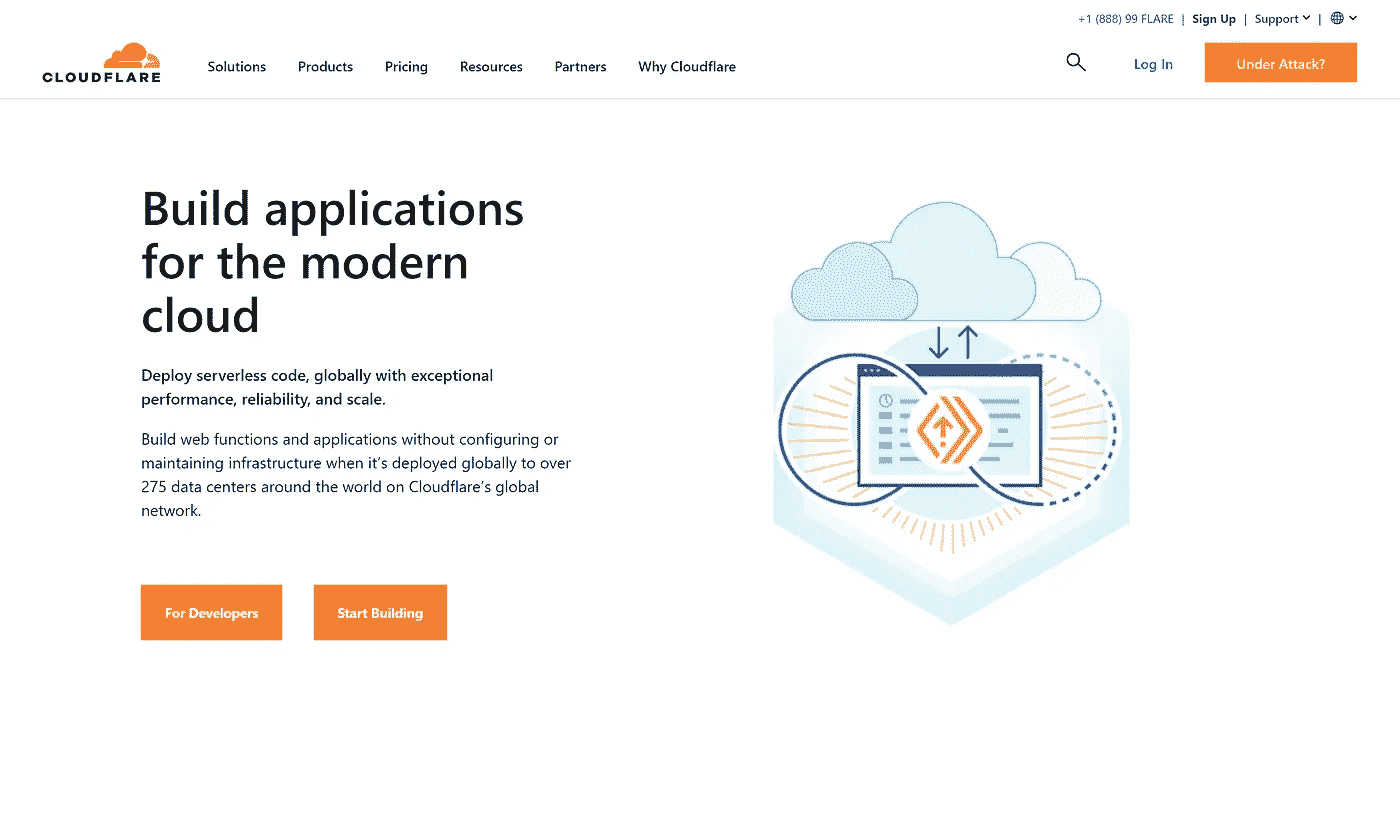 +1 (888) 99 FLARE | Sign Up | Support |
CLOUDFLARE
Solutions Products Pricing Resources Partners Why Cloudflare Log In Under Attack?
Build applications
for the modern
cloud
Deploy serverless code, globally with exceptional
performance, reliability, and scale.
Build web functions and applications without configuring or
maintaining infrastructure when it’s deployed globally to over
275 data centers around the world on Cloudflare’s global
network.
For Developers Start Building